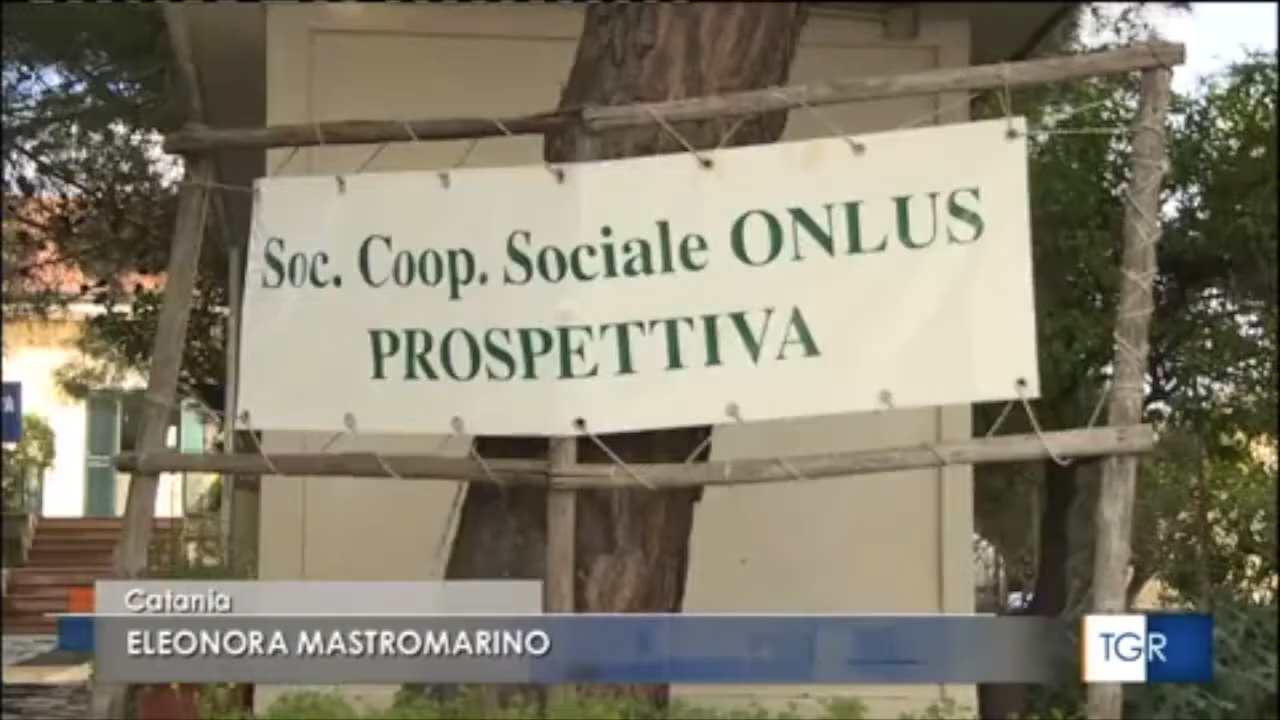 Soc. Coop. Sociale ONLUS
PROSPETTIVA
Catania
ELEONORA MASTROMARINO
TGR